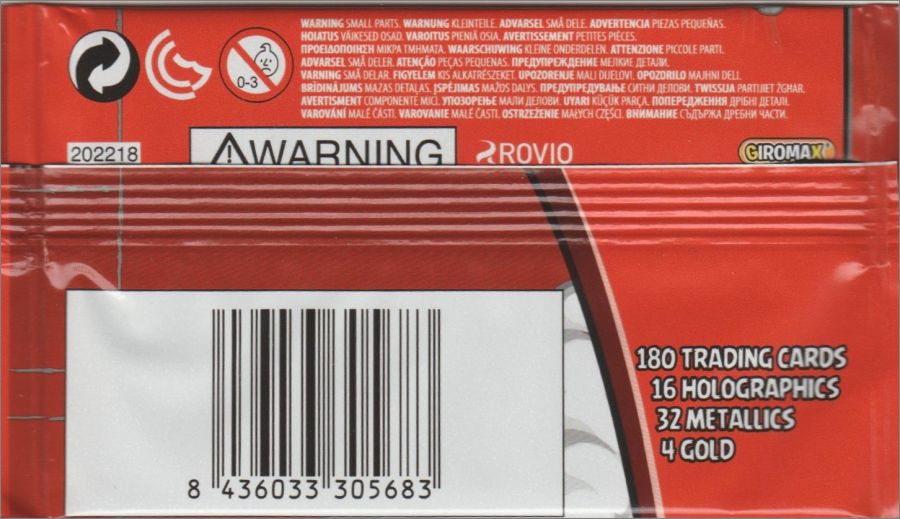 WARNING SMALL PARTS. WARNUNG KLEINTEILE. ADVARSEL SMÅ DELE. ADVERTENCIA PIEZAS PEQUEÑAS.
HOIATUS VÄIKESED OSAD. VAROITUS PIENIÄ OSIA. AVERTISSEMENT PETITES PIÈCES.
ΠΡΟΕΙΔΟΠΟΙΗΣΗ ΜΙΚΡΑ ΤΜΗΜΑΤΑ. WAARSCHUWING KLEINE ONDERDELEN. ATTENZIONE PICCOLE PARTI.
ADVARSEL SMÅ DELER. ATENÇÃO PEÇAS PEQUENAS. ПРЕДУПРЕЖДЕНИЕ МЕЛКИЕ ДЕТАЛИ.
VARNING SMÅ DELAR. FIGYELEM KIS ALKATRÉSZEKET. UPOZORENJE MALI DIJELOVI. OPOZORILO MAJHNI DELI.
BRĪDINĀJUMS MAZAS DETAĻAS. ĮSPĖJIMAS MAŽOS DALYS. ПРЕДУПРЕДУВАЊЕ СИТНИ ДЕЛОВИ. TWISSIJA PARTIJIET ŻGHAR.
AVERTISMENT COMPONENTE MICI. УПОЗОРЕЊЕ МАЛИ ДЕЛОВИ. UYARI KÜÇÜK PARÇA. ПОПЕРЕДЖЕННЯ ДРІБНІ ДЕТАЛІ.
VAROVÁNÍ MALÉ ČÁSTI. VAROVANIE MALÉ ČASTI. OSTRZEŻENIE MAŁYCH CZĘŚCI. ВНИМАНИЕ СЪДЪРЖА ДРЕБНИ ЧАСТИ.
0-3
202218
WARNING
ROVIO
GIROMAX
180 TRADING CARDS
16 HOLOGRAPHICS
32 METALLICS
4 GOLD
8 436033 305683